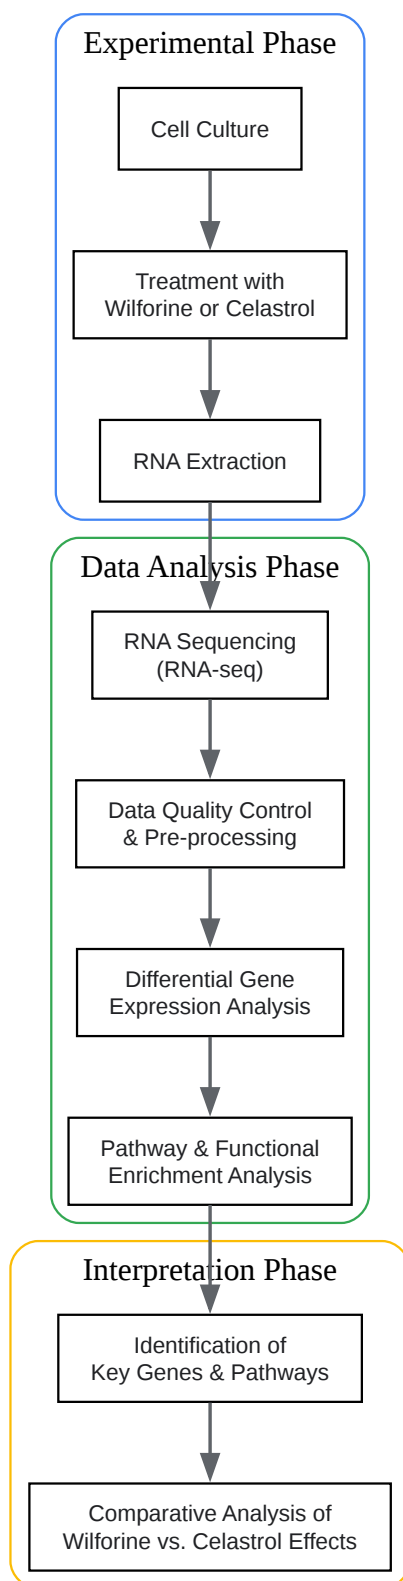 Experimental Phase
Cell Culture
Treatment with
Wilforine or Celastrol
RNA Extraction
Data Analysis Phase
RNA Sequencing
(RNA-seq)
Data Quality Control
& Pre-processing
Differential Gene
Expression Analysis
Pathway & Functional
Enrichment Analysis
Interpretation Phase
Identification of
Key Genes & Pathways
Comparative Analysis of
Wilforine vs. Celastrol Effects